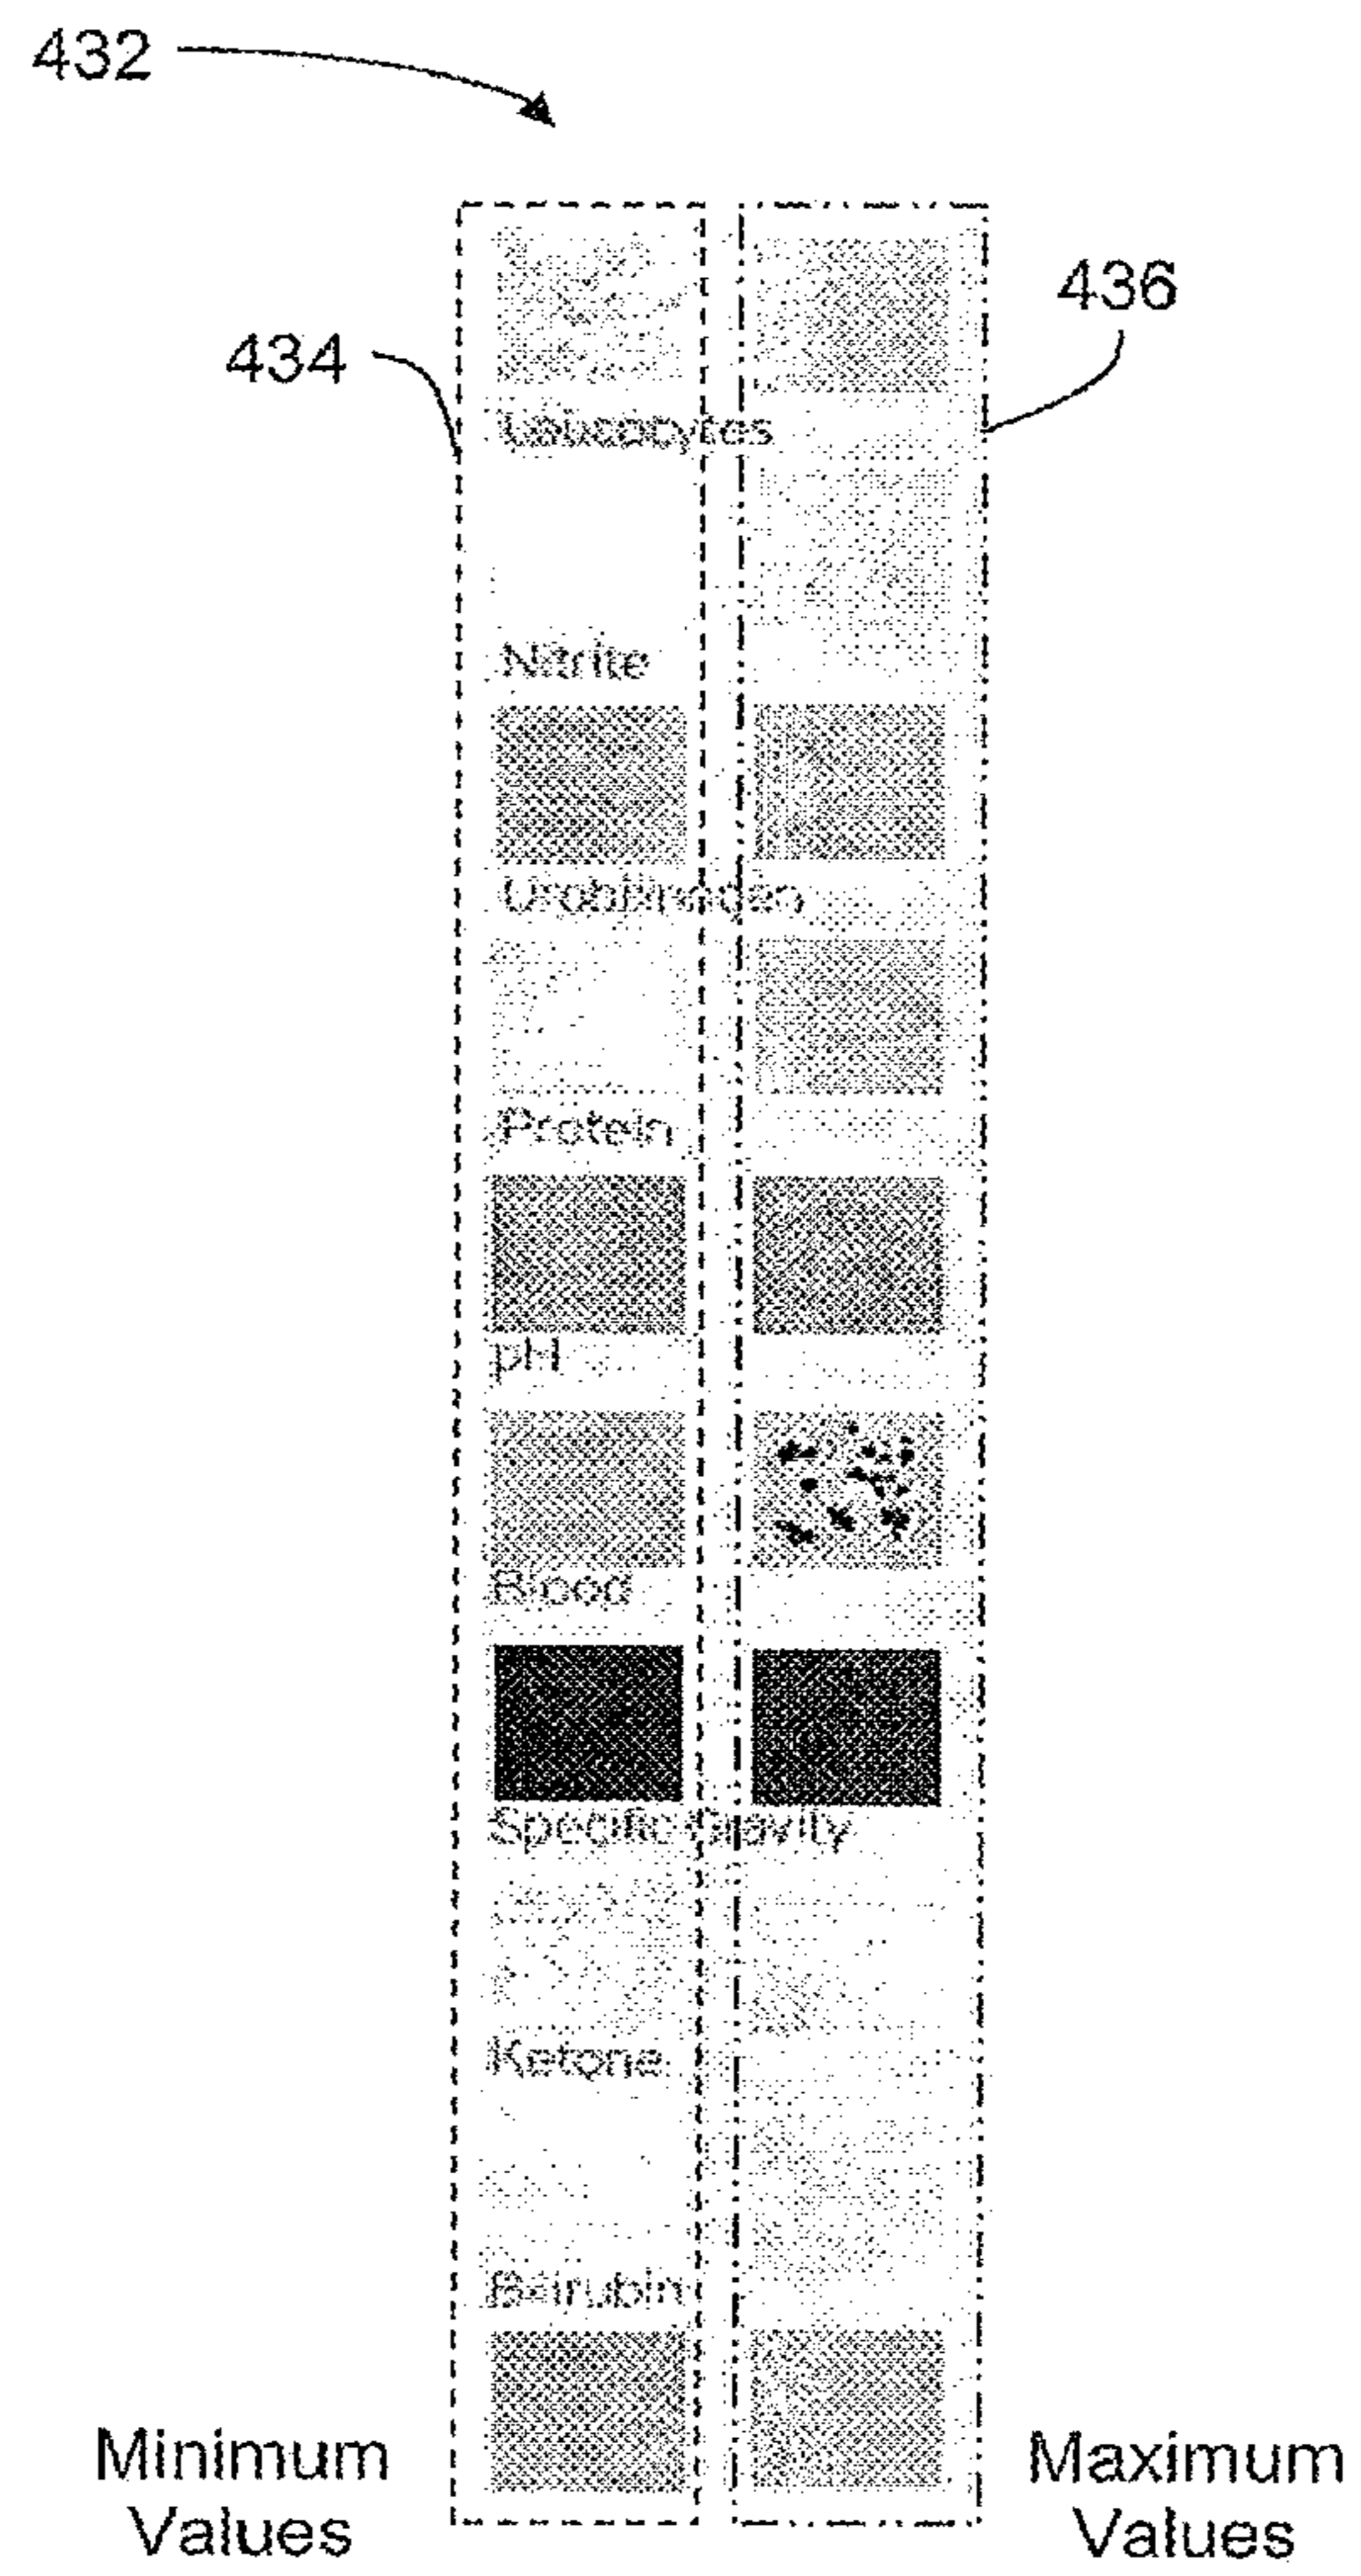 432
436
434
Leucocytes
Nitrite
Urobilinogen
Protein
pH
Blood
Specific Gravity
Ketone
Bilirubin
Minimum
Values
Maximum
Values